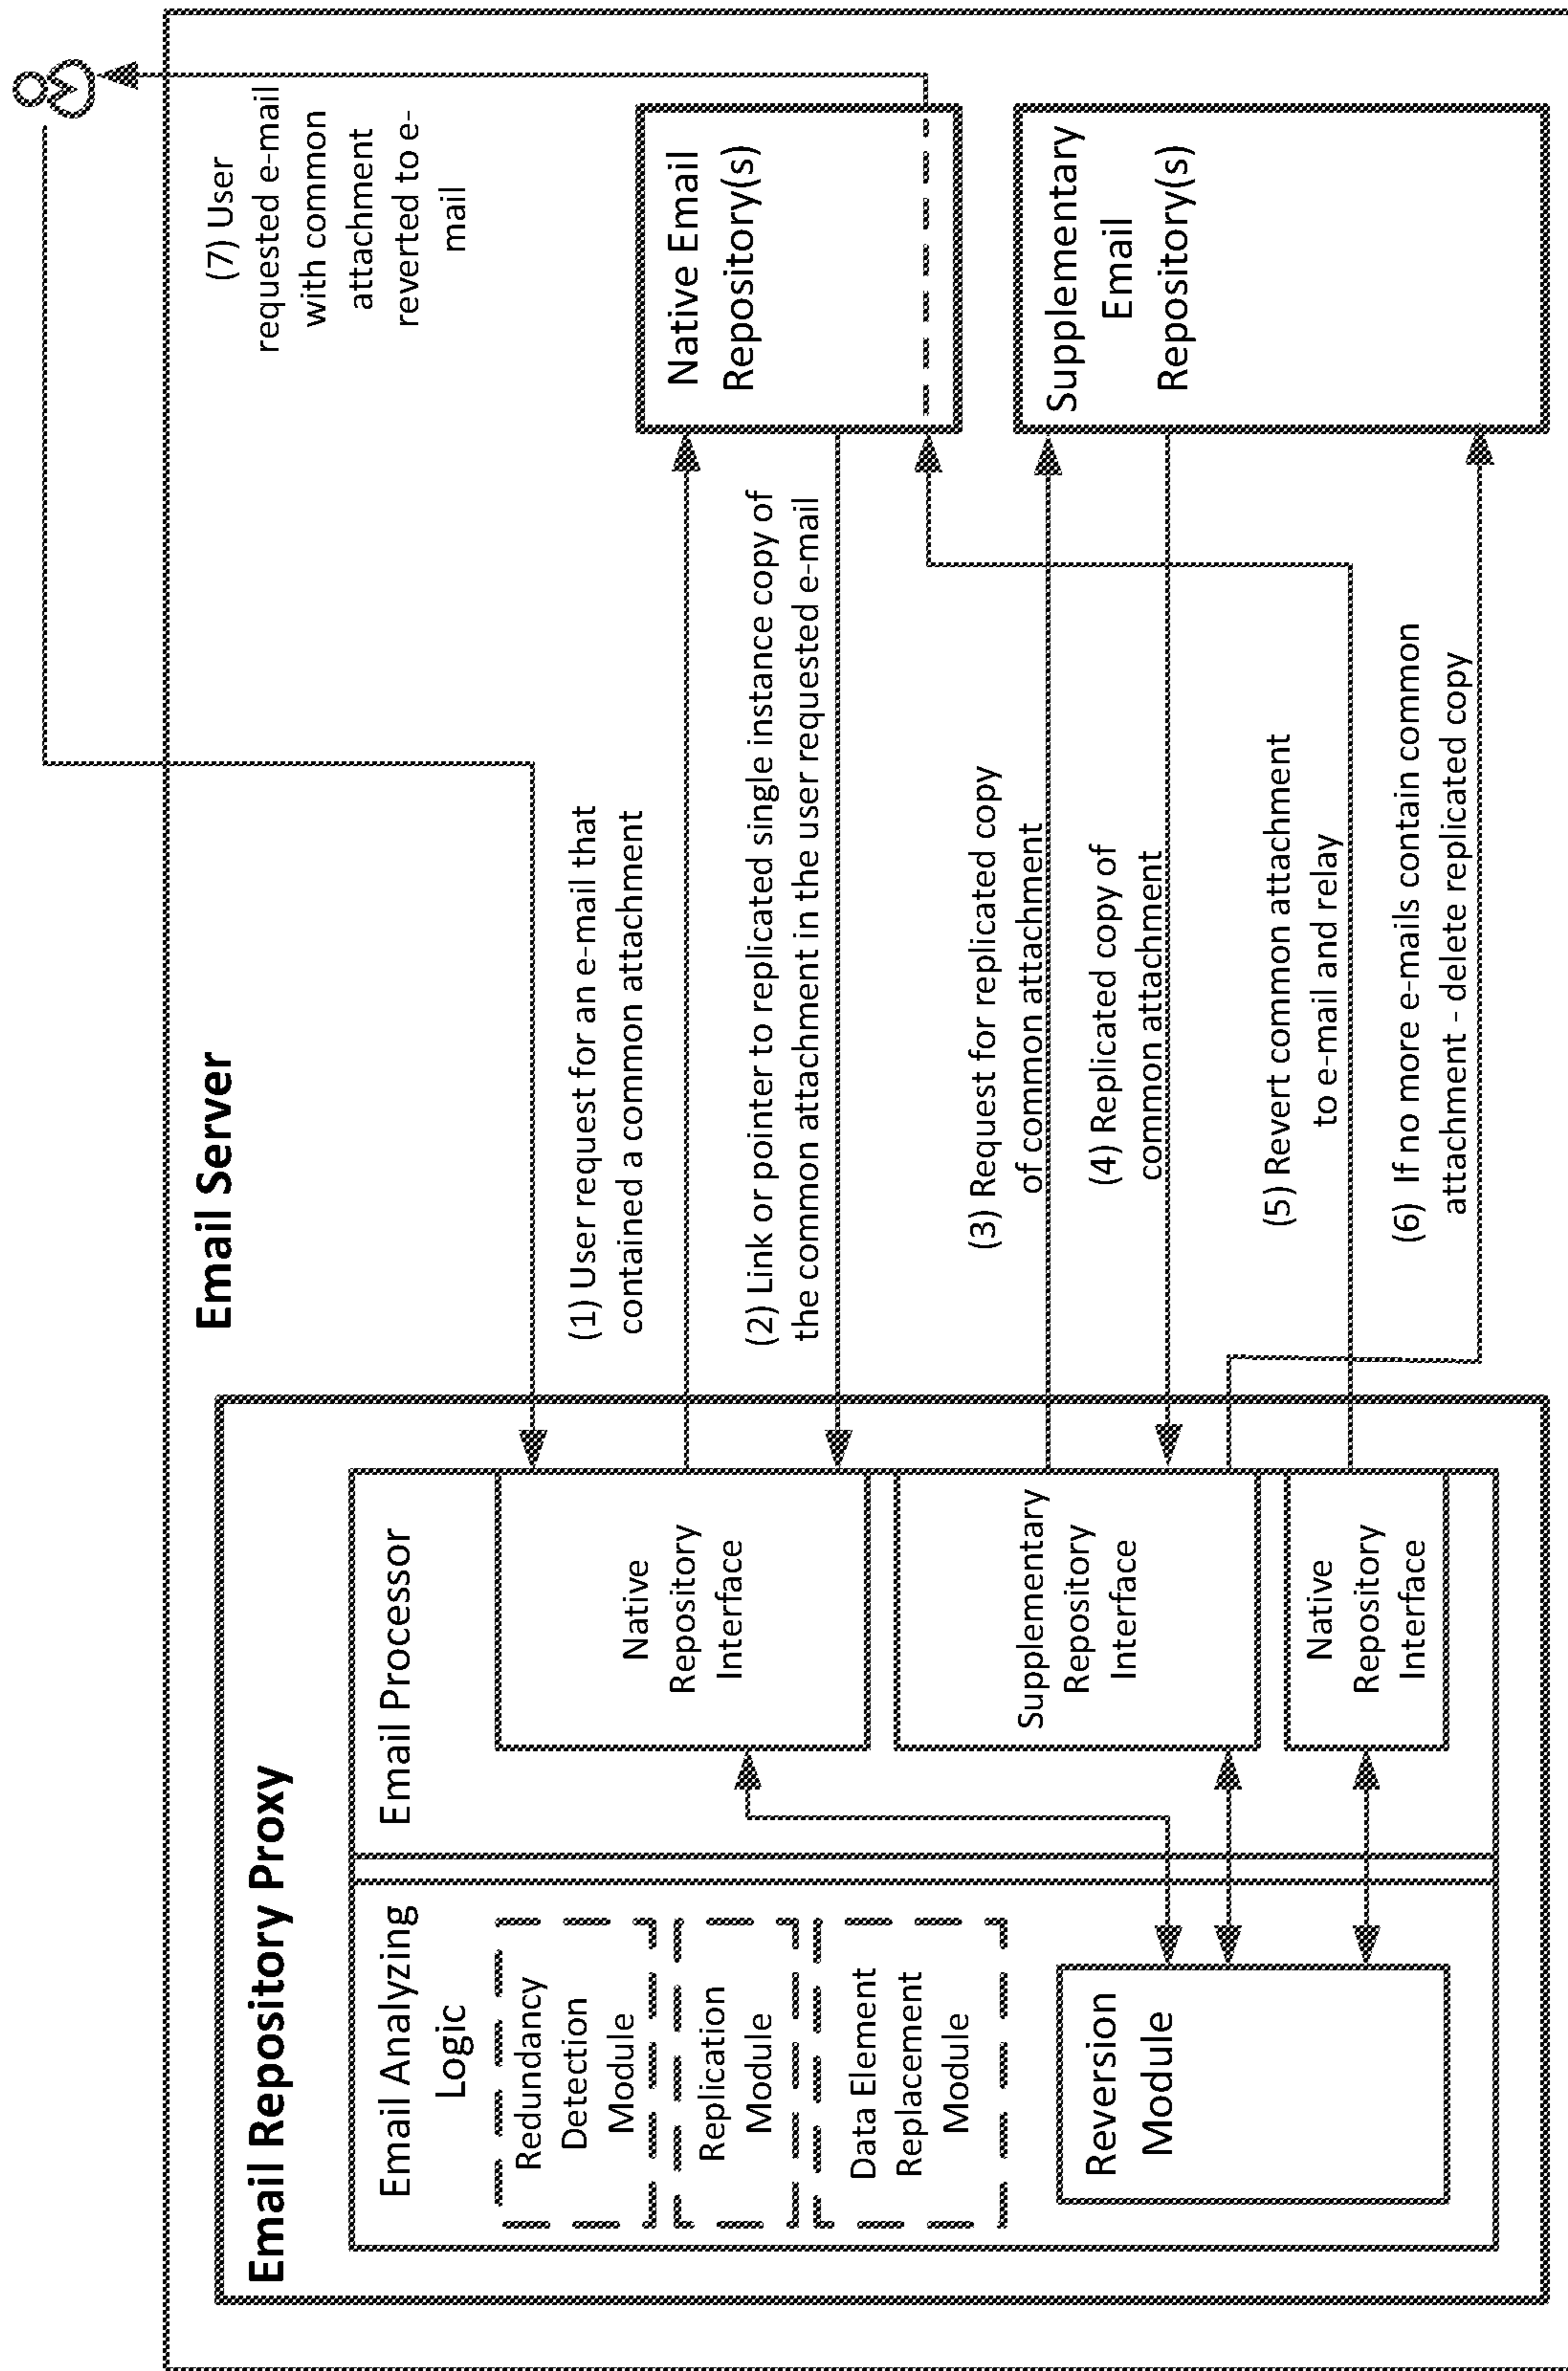 Email Server
Email Repository Proxy
Email Analyzing
Logic
Redundancy
Detection
Module
Replication
Module
Data Element
Replacement
Module
Reversion
Module
Email Processor
Native
Repository
Interface
Supplementary
Repository
Interface
Native
Repository
Interface
(1) User request for an e-mail that
contained a common attachment
(2) Link or pointer to replicated single instance copy of
the common attachment in the user requested e-mail
(3) Request for replicated copy
of common attachment
(4) Replicated copy of
common attachment
(5) Revert common attachment
to e-mail and relay
(6) If no more e-mails contain common
attachment - delete replicated copy
(7) User
requested e-mail
with common
attachment
reverted to e-
mail
Native Email
Repository(s)
Supplementary
Email
Repository(s)